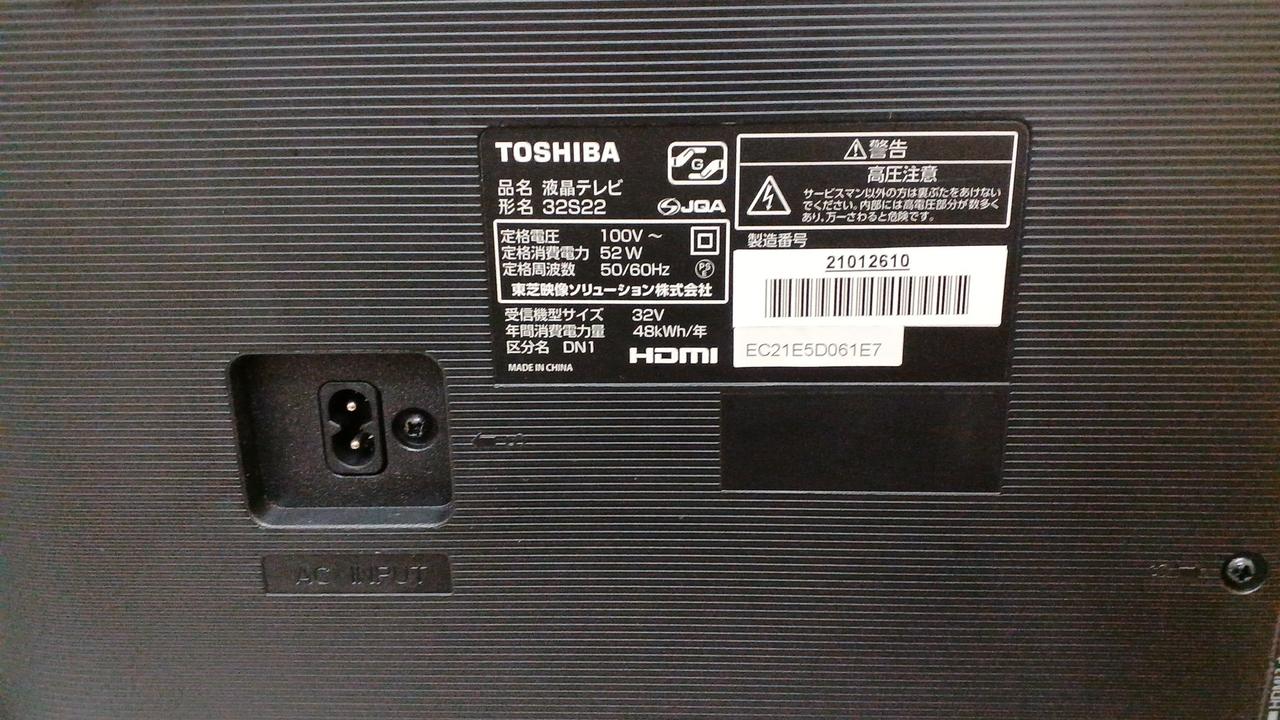 TOSHIBA
G
品名 液晶テレビ
形名 32S22
JQA
定格電圧 100V～
定格消費電力 52W
定格周波数 50/60Hz
PS
E
東芝映像ソリューション株式会社
受信機型サイズ 32V
年間消費電力量 48kWh/年
区分名 DN1
HDMI
MADE IN CHINA
警告
高圧注意
サービスマン以外の方は裏ぶたをあけない
でください。内部には高電圧部分が数多く
あり、万一さわると危険です。
製造番号
21012610
EC21E5D061E7
AC INPUT